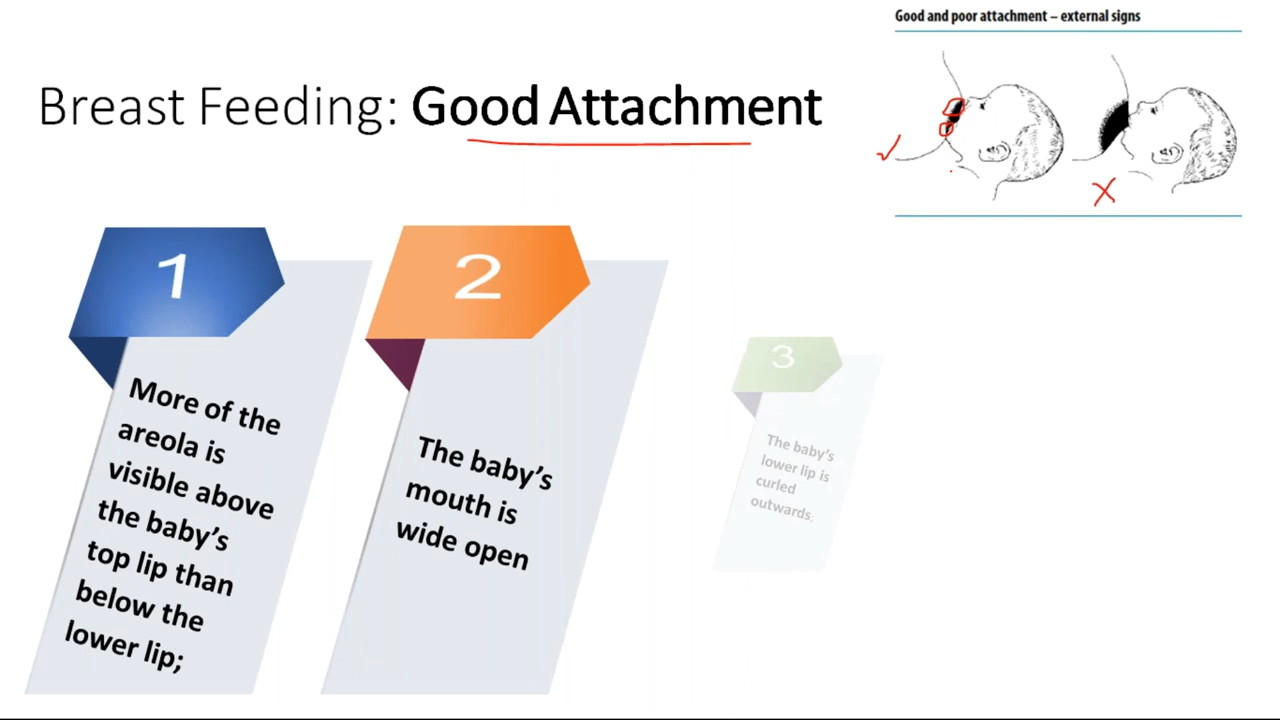 Good and poor attachment – external signs
Breast Feeding: Good Attachment
1
More of the
areola is
visible above
the baby's
top lip than
below the
lower lip;
2
The baby's
mouth is
wide open
3
The baby's
lower lip is
curled
outwards;